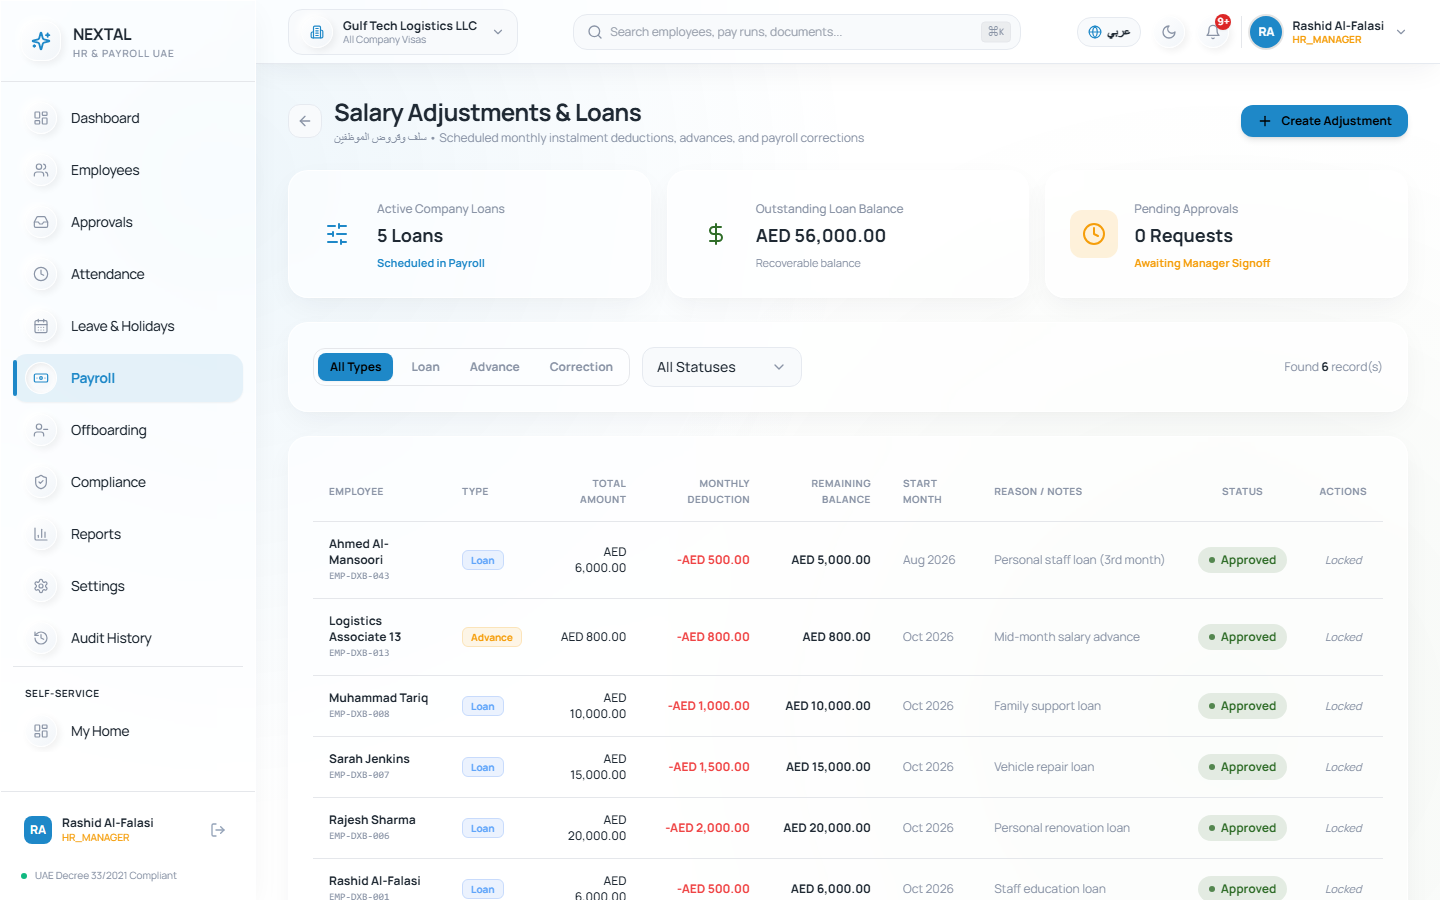 NEXTAL
HR & PAYROLL UAE
Gulf Tech Logistics LLC
All Company Visas
Search employees, pay runs, documents...
⌘K
عربي
9+
RA
Rashid Al-Falasi
HR_MANAGER
Dashboard
Employees
Approvals
Attendance
Leave & Holidays
Payroll
Offboarding
Compliance
Reports
Settings
Audit History
SELF-SERVICE
My Home
RA
Rashid Al-Falasi
HR_MANAGER
UAE Decree 33/2021 Compliant
Salary Adjustments & Loans
سلف وقروض الموظفين • Scheduled monthly instalment deductions, advances, and payroll corrections
Create Adjustment
Active Company Loans
5 Loans
Scheduled in Payroll
Outstanding Loan Balance
AED 56,000.00
Recoverable balance
Pending Approvals
0 Requests
Awaiting Manager Signoff
All Types
Loan
Advance
Correction
All Statuses
Found 6 record(s)
EMPLOYEE
TYPE
TOTAL
AMOUNT
MONTHLY
DEDUCTION
REMAINING
BALANCE
START
MONTH
REASON / NOTES
STATUS
ACTIONS
Ahmed Al-
Mansoori
EMP-DXB-043
Loan
AED
6,000.00
-AED 500.00
AED 5,000.00
Aug 2026
Personal staff loan (3rd month)
Approved
Locked
Logistics
Associate 13
EMP-DXB-013
Advance
AED 800.00
-AED 800.00
AED 800.00
Oct 2026
Mid-month salary advance
Approved
Locked
Muhammad Tariq
EMP-DXB-008
Loan
AED
10,000.00
-AED 1,000.00
AED 10,000.00
Oct 2026
Family support loan
Approved
Locked
Sarah Jenkins
EMP-DXB-007
Loan
AED
15,000.00
-AED 1,500.00
AED 15,000.00
Oct 2026
Vehicle repair loan
Approved
Locked
Rajesh Sharma
EMP-DXB-006
Loan
AED
20,000.00
-AED 2,000.00
AED 20,000.00
Oct 2026
Personal renovation loan
Approved
Locked
Rashid Al-Falasi
EMP-DXB-001
Loan
AED
6,000.00
-AED 500.00
AED 6,000.00
Oct 2026
Staff education loan
Approved
Locked